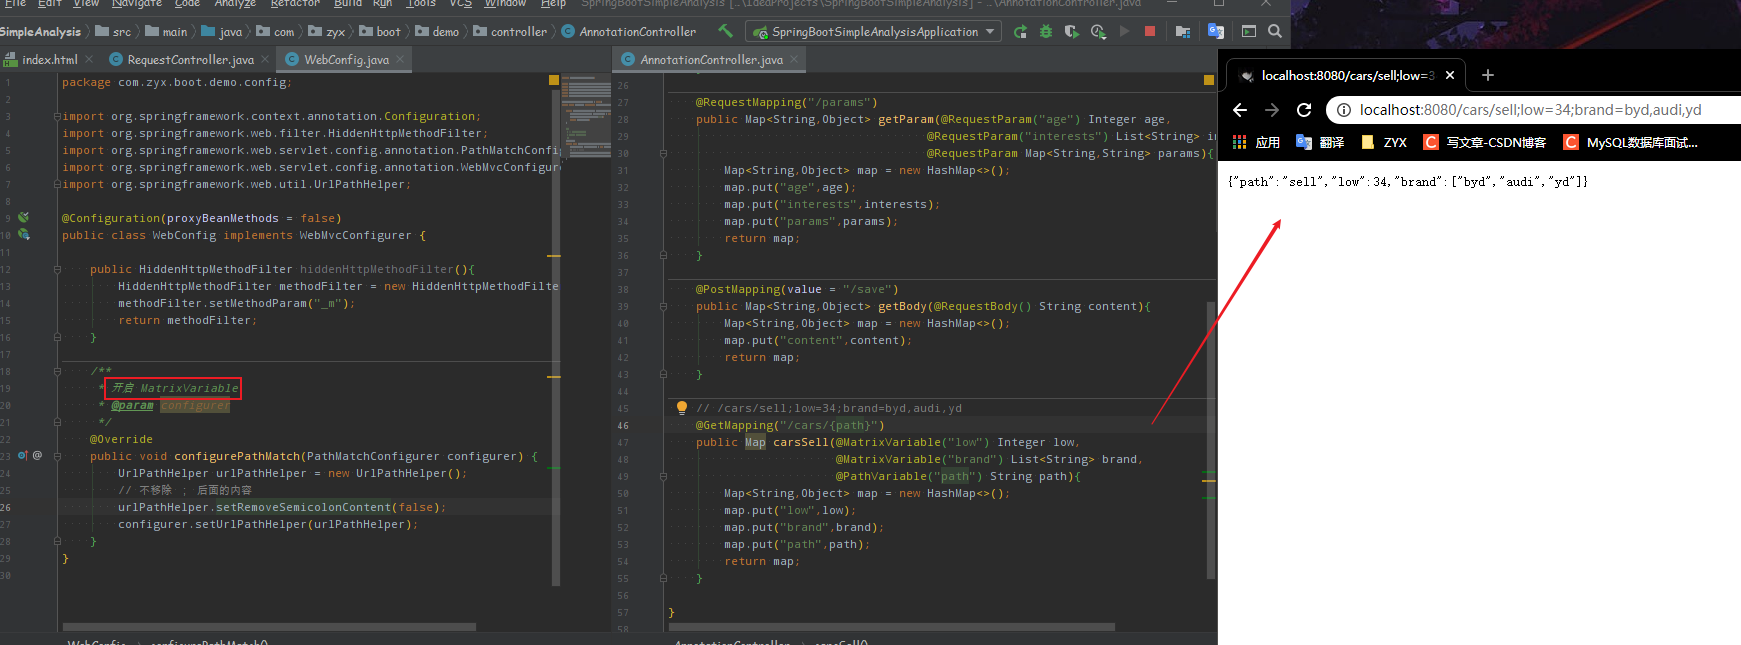 File Edit View Navigate Code Analyze Refactor Build Run Tools VCS Window Help SpringBootSimpleAnalysis [..\IdeaProjects\SpringBootSimpleAnalysis] - ...\AnnotationController.java
SimpleAnalysis src main java com zyx boot demo controller AnnotationController SpringBootSimpleAnalysisApplication
index.html RequestController.java WebConfig.java
1 package com.zyx.boot.demo.config;
2
3 import org.springframework.context.annotation.Configuration;
4 import org.springframework.web.filter.HiddenHttpMethodFilter;
5 import org.springframework.web.servlet.config.annotation.PathMatchConfi
6 import org.springframework.web.servlet.config.annotation.WebMvcConfigur
7 import org.springframework.web.util.UrlPathHelper;
8
9 @Configuration(proxyBeanMethods = false)
10 public class WebConfig implements WebMvcConfigurer {
11
12 public HiddenHttpMethodFilter hiddenHttpMethodFilter(){
13 HiddenHttpMethodFilter methodFilter = new HiddenHttpMethodFilte
14 methodFilter.setMethodParam("_m");
15 return methodFilter;
16 }
17
18 /**
19 * 开启 MatrixVariable
20 * @param configurer
21 */
22 @Override
23 @ public void configurePathMatch(PathMatchConfigurer configurer) {
24 UrlPathHelper urlPathHelper = new UrlPathHelper();
25 // 不移除 ; 后面的内容
26 urlPathHelper.setRemoveSemicolonContent(false);
27 configurer.setUrlPathHelper(urlPathHelper);
28 }
29 }
30
WebConfig configurePathMatch()
AnnotationController.java
26
27 @RequestMapping("/params")
28 public Map<String,Object> getParam(@RequestParam("age") Integer age,
29 @RequestParam("interests") List<String> in
30 @RequestParam Map<String,String> params){
31 Map<String,Object> map = new HashMap<>();
32 map.put("age",age);
33 map.put("interests",interests);
34 map.put("params",params);
35 return map;
36 }
37
38 @PostMapping(value = "/save")
39 public Map<String,Object> getBody(@RequestBody() String content){
40 Map<String,Object> map = new HashMap<>();
41 map.put("content",content);
42 return map;
43 }
44
45 // /cars/sell;low=34;brand=byd,audi,yd
46 @GetMapping("/cars/{path}")
47 public Map carsSell(@MatrixVariable("low") Integer low,
48 @MatrixVariable("brand") List<String> brand,
49 @PathVariable("path") String path){
50 Map<String,Object> map = new HashMap<>();
51 map.put("low",low);
52 map.put("brand",brand);
53 map.put("path",path);
54 return map;
55 }
56
57 }
58
AnnotationController carsSell()
localhost:8080/cars/sell;low=3
localhost:8080/cars/sell;low=34;brand=byd,audi,yd
应用 翻译 ZYX 写文章-CSDN博客 MySQL数据库面试...
{"path":"sell","low":34,"brand":["byd","audi","yd"]}